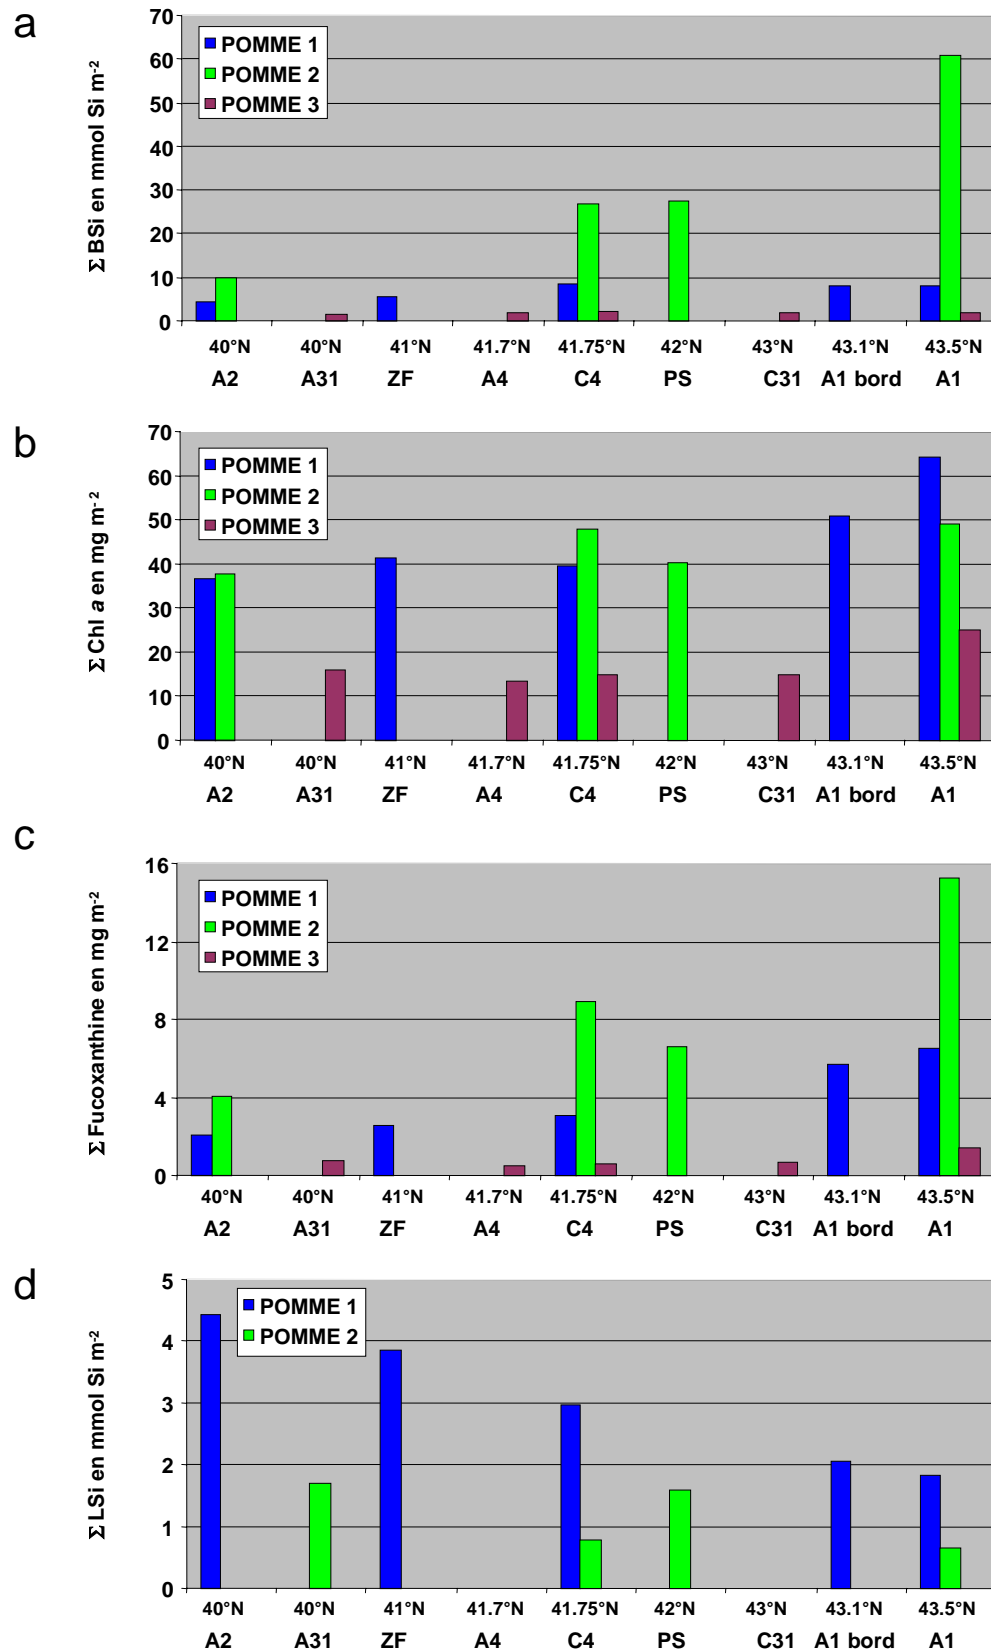 a
70
60
50
40
30
20
10
0
Σ BSi en mmol Si m-2
POMME 1
POMME 2
POMME 3
40°N 40°N 41°N 41.7°N 41.75°N 42°N 43°N 43.1°N 43.5°N
A2 A31 ZF A4 C4 PS C31 A1 bord A1
b
70
60
50
40
30
20
10
0
Σ Chl a en mg m-2
POMME 1
POMME 2
POMME 3
40°N 40°N 41°N 41.7°N 41.75°N 42°N 43°N 43.1°N 43.5°N
A2 A31 ZF A4 C4 PS C31 A1 bord A1
c
16
12
8
4
0
Σ Fucoxanthine en mg m-2
POMME 1
POMME 2
POMME 3
40°N 40°N 41°N 41.7°N 41.75°N 42°N 43°N 43.1°N 43.5°N
A2 A31 ZF A4 C4 PS C31 A1 bord A1
d
5
4
3
2
1
0
Σ LSi en mmol Si m-2
POMME 1
POMME 2
40°N 40°N 41°N 41.7°N 41.75°N 42°N 43°N 43.1°N 43.5°N
A2 A31 ZF A4 C4 PS C31 A1 bord A1